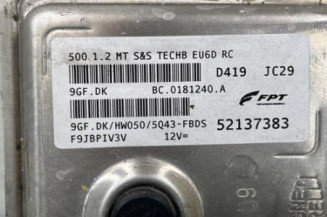 500 1.2 MT S&S TECHB EU6D RC
D419 JC29
9GF.DK BC.0181240.A
FPT
9GF.DK/HW050/5Q43-FBDS 52137383
F9JBPIV3V 12V=